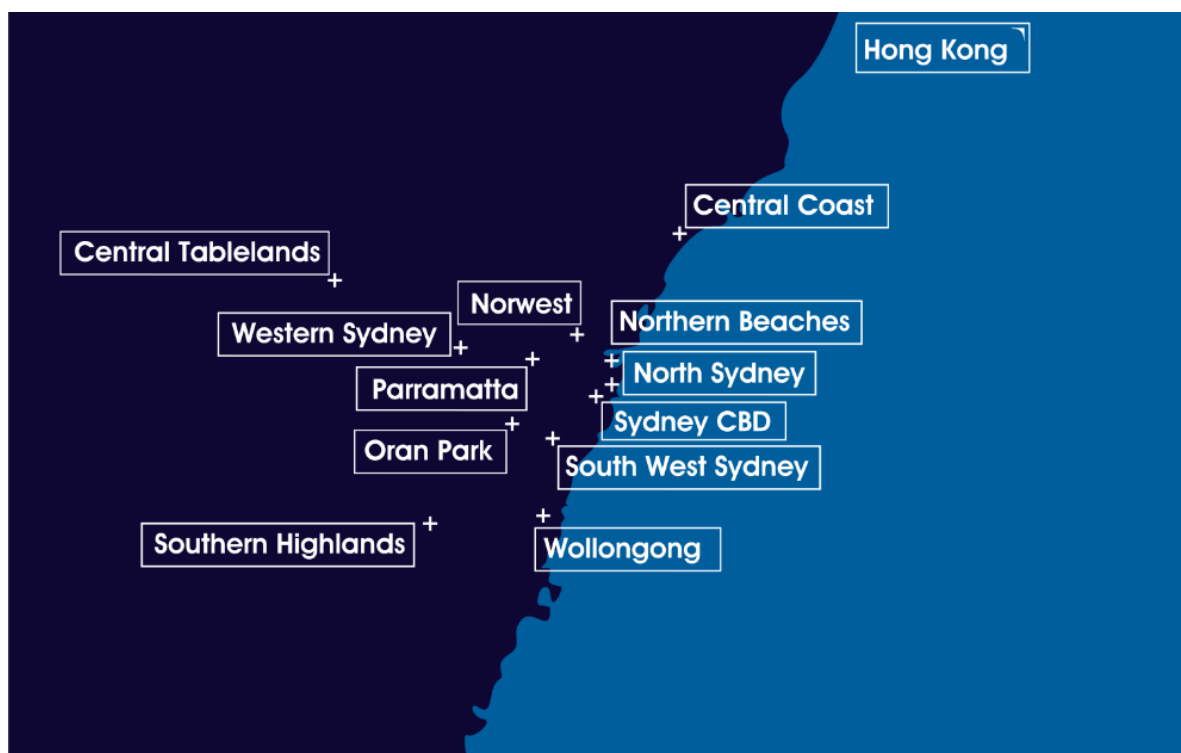 Hong Kong
Central Coast
Central Tablelands
Norwest
Northern Beaches
Western Sydney
North Sydney
Parramatta
Sydney CBD
Oran Park
South West Sydney
Southern Highlands
Wollongong